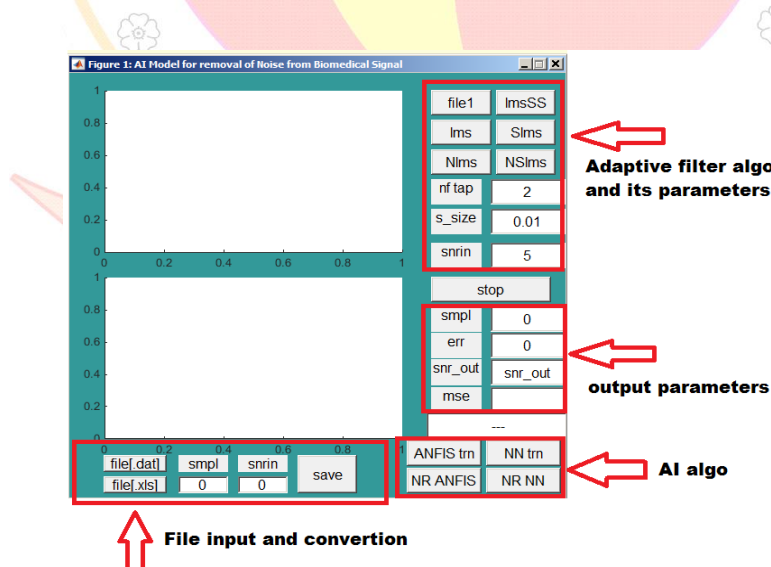 Figure 1: AI Model for removal of Noise from Biomedical Signal
1
0.8
0.6
0.4
0.2
0
0 0.2 0.4 0.6 0.8 1
file1 lmsSS
lms Slms
Nlms NSlms
nf tap 2
s_size 0.01
snrin 5
Adaptive filter algo
and its parameters
stop
1
0.8
0.6
0.4
0.2
0
0 0.2 0.4 0.6 0.8 1
smpl 0
err 0
snr_out snr_out
mse
---
output parameters
file[.dat] smpl snrin save
file[.xls] 0 0
ANFIS trn NN trn
NR ANFIS NR NN
AI algo
File input and convertion